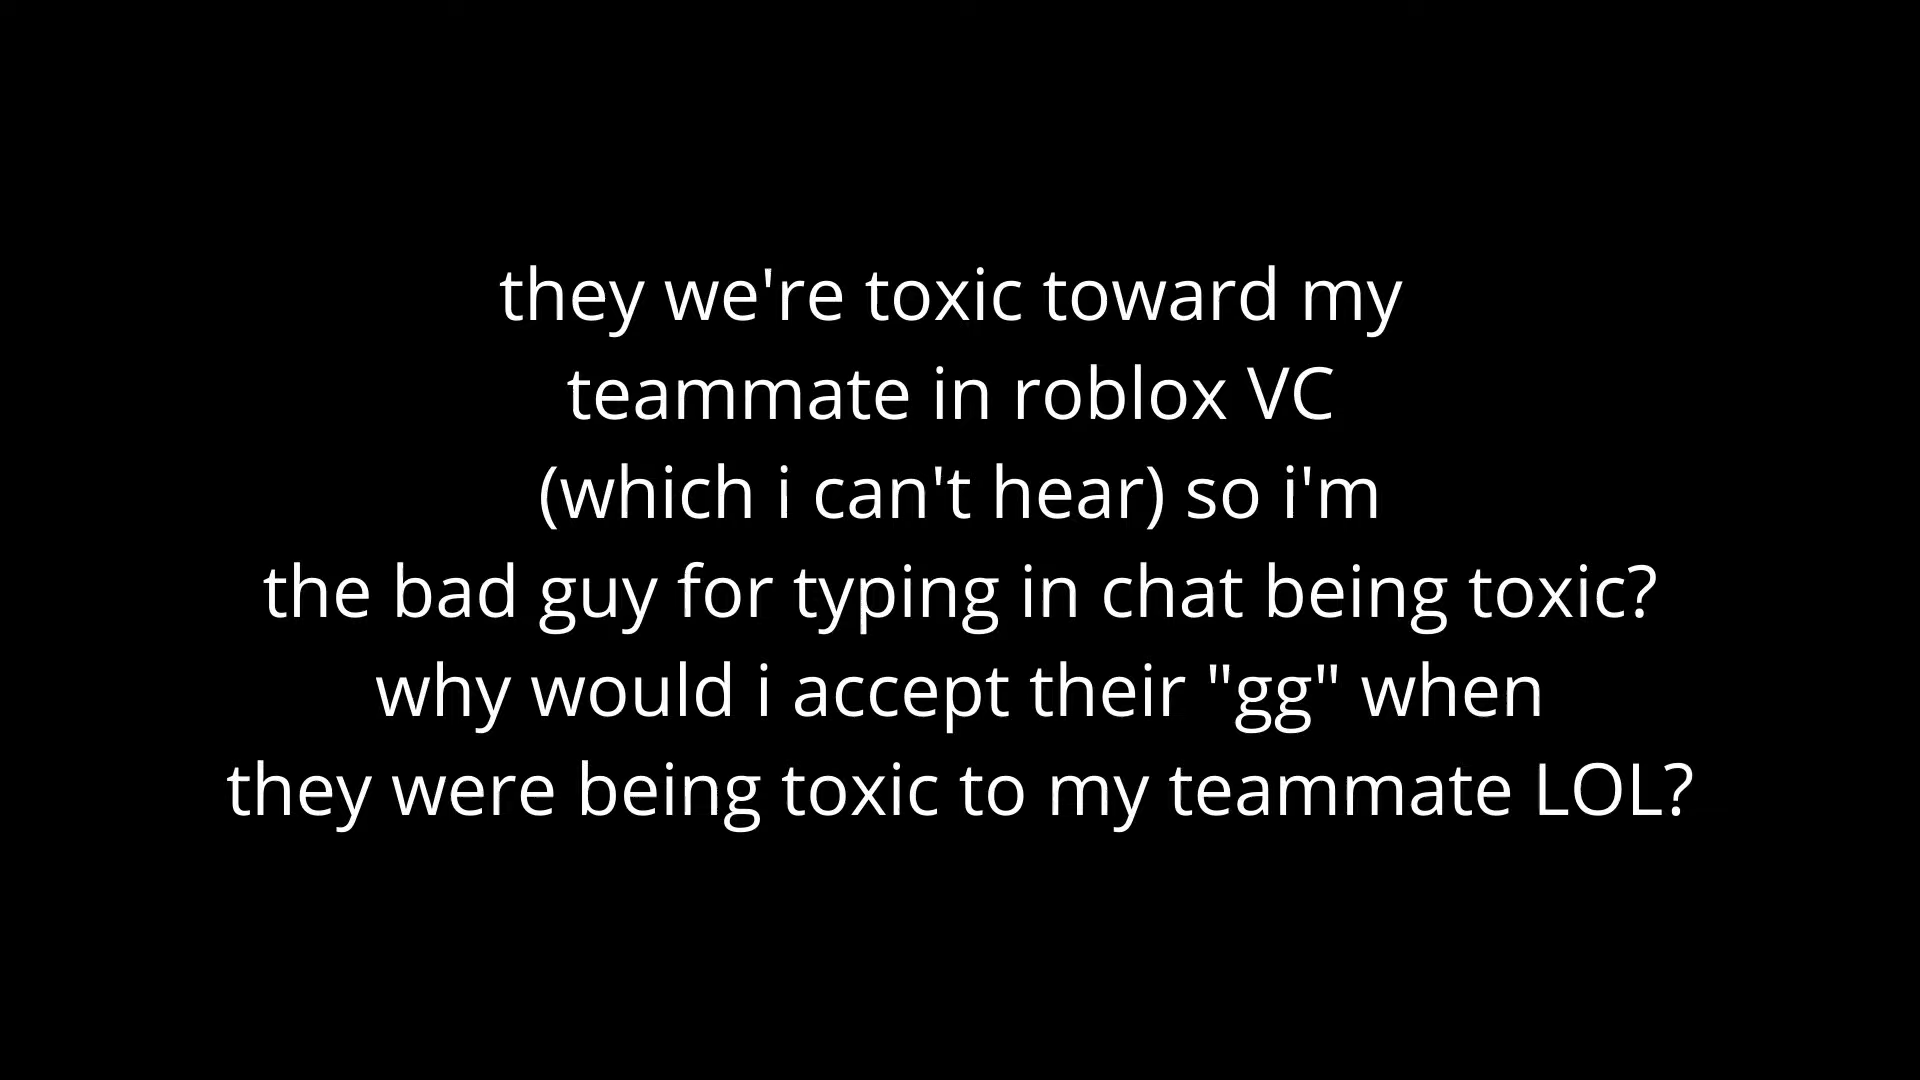 they we're toxic toward my
teammate in roblox VC
(which i can't hear) so i'm
the bad guy for typing in chat being toxic?
why would i accept their "gg" when
they were being toxic to my teammate LOL?